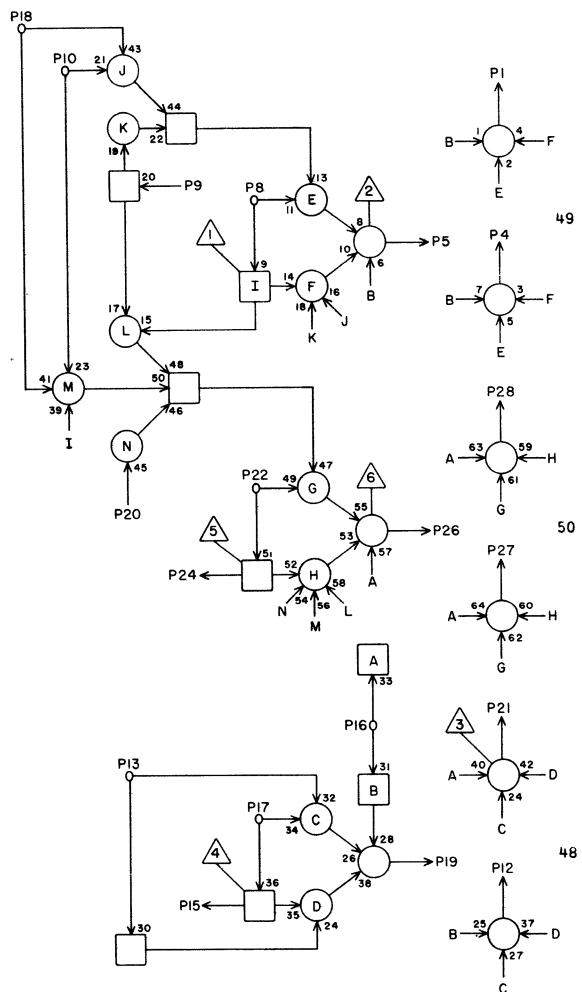 P18
43
P10
21
J
P1
44
K
22
1
4
B
F
19
2
20
P9
E
13
P8
2
49
11
E
1
8
P4
9
10
P5
14
6
I
F
7
3
16
B
B
F
18
J
5
17
15
K
E
L
23
48
P28
41
M
50
39
46
63
59
I
N
A
H
45
47
61
P22
6
G
49
G
P20
55
50
5
53
P26
51
52
57
P27
P24
H
58
A
54
64
60
N
56
L
A
H
M
62
G
A
33
P21
P16
3
P13
31
40
42
A
D
B
24
P17
32
28
C
C
34
4
26
48
P19
36
38
P12
P15
D
35
30
24
25
37
B
D
27
C